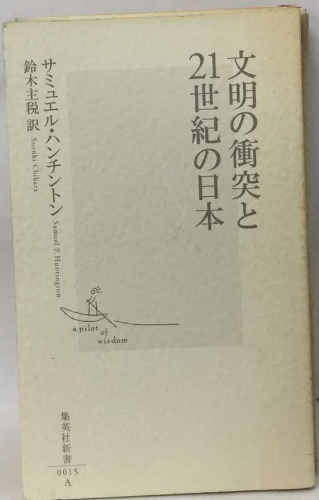 文明の衝突と
21世紀の日本
サミュエル・ハンチントン Samuel P. Huntington
鈴木主税 訳 Suzuki Chikara
a pilot
of
wisdom
集英社新書
0015
A